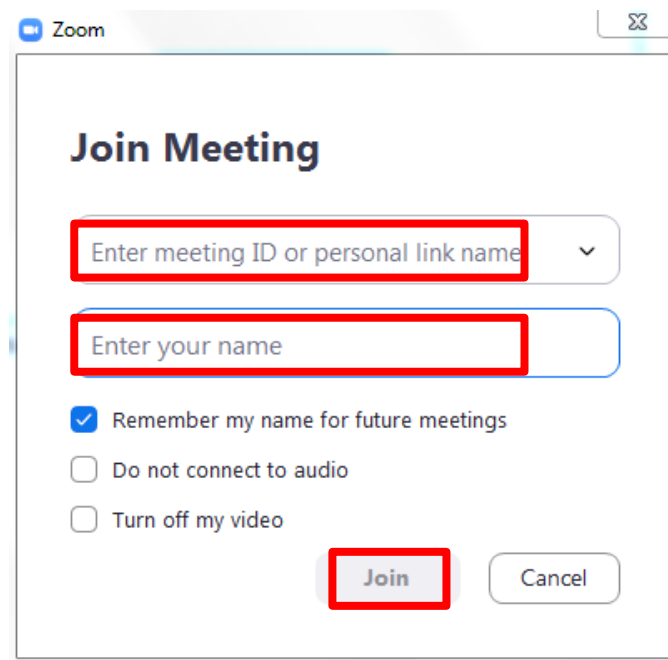 Zoom
Join Meeting
Enter meeting ID or personal link name
Enter your name
Remember my name for future meetings
Do not connect to audio
Turn off my video
Join Cancel